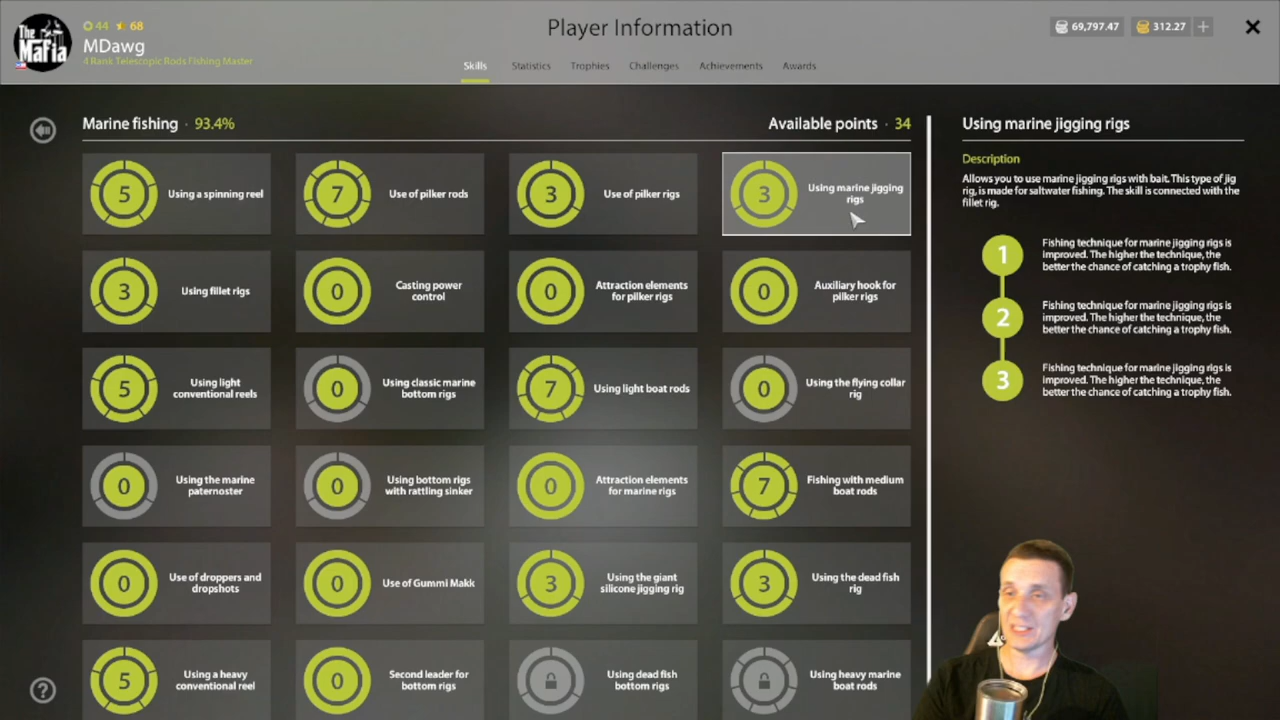 The
Mafia
44 68
MDawg
4 Rank Telescopic Rods Fishing Master
Player Information
69,797.47 312.27 +
Skills Statistics Trophies Challenges Achievements Awards
Marine fishing · 93.4%
Available points · 34
5 Using a spinning reel
7 Use of pilker rods
3 Use of pilker rigs
3 Using marine jigging
rigs
3 Using fillet rigs
0 Casting power
control
0 Attraction elements
for pilker rigs
0 Auxiliary hook for
pilker rigs
5 Using light
conventional reels
0 Using classic marine
bottom rigs
7 Using light boat rods
0 Using the flying collar
rig
0 Using the marine
paternoster
0 Using bottom rigs
with rattling sinker
0 Attraction elements
for marine rigs
7 Fishing with medium
boat rods
0 Use of droppers and
dropshots
0 Use of Gummi Makk
3 Using the giant
silicone jigging rig
3 Using the dead fish
rig
5 Using a heavy
conventional reel
0 Second leader for
bottom rigs
Using dead fish
bottom rigs
Using heavy marine
boat rods
?
Using marine jigging rigs
Description
Allows you to use marine jigging rigs with bait. This type of jig
rig, is made for saltwater fishing. The skill is connected with the
fillet rig.
1
Fishing technique for marine jigging rigs is
improved. The higher the technique, the
better the chance of catching a trophy fish.
2
Fishing technique for marine jigging rigs is
improved. The higher the technique, the
better the chance of catching a trophy fish.
3
Fishing technique for marine jigging rigs is
improved. The higher the technique, the
better the chance of catching a trophy fish.